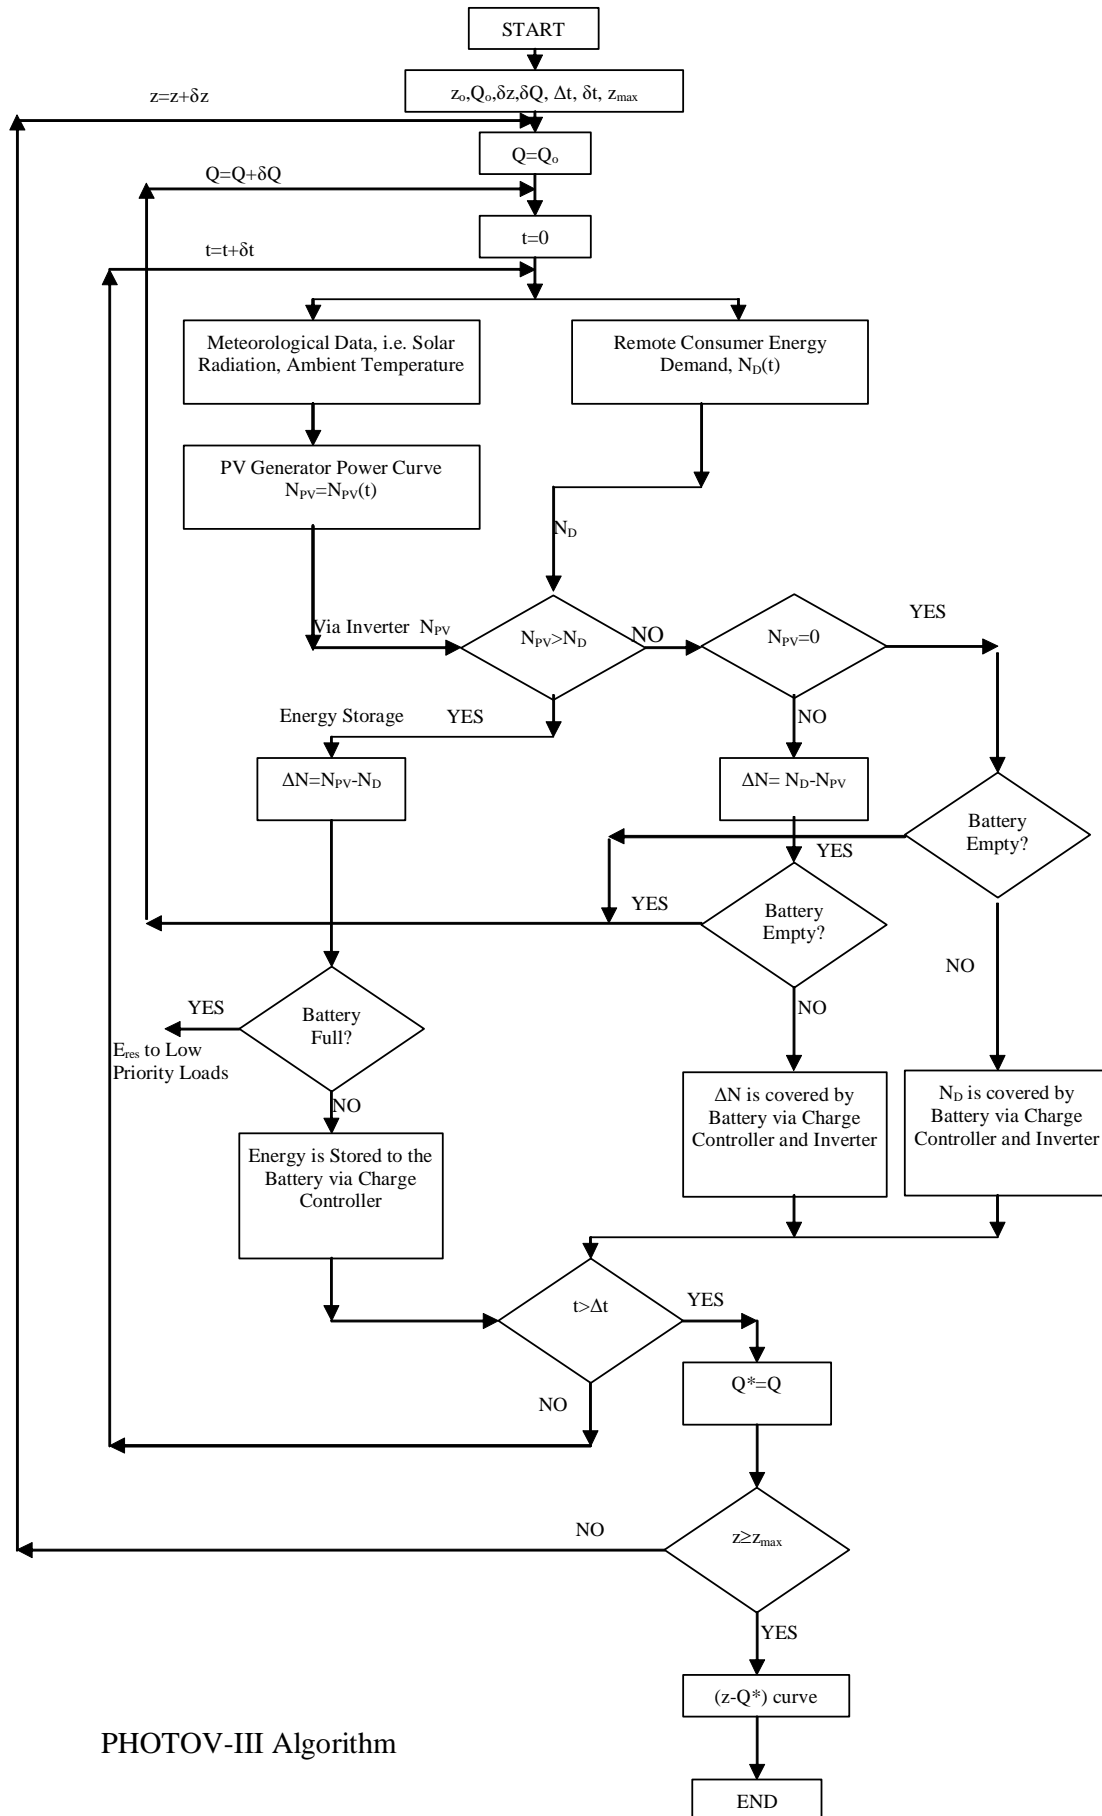 START
zo,Qo,δz,δQ, Δt, δt, zmax
z=z+δz
Q=Qo
Q=Q+δQ
t=0
t=t+δt
Meteorological Data, i.e. Solar
Radiation, Ambient Temperature
Remote Consumer Energy
Demand, ND(t)
PV Generator Power Curve
NPV=NPV(t)
ND
Via Inverter NPV
NPV>ND
NO
NPV=0
YES
Energy Storage
YES
NO
ΔN=NPV-ND
ΔN= ND-NPV
Battery
Empty?
YES
YES
Battery
Empty?
NO
NO
YES
Battery
Full?
Eres to Low
Priority Loads
NO
ΔN is covered by
Battery via Charge
Controller and Inverter
ND is covered by
Battery via Charge
Controller and Inverter
Energy is Stored to the
Battery via Charge
Controller
t>Δt
YES
Q*=Q
NO
z≥zmax
NO
YES
(z-Q*) curve
PHOTOV-III Algorithm
END